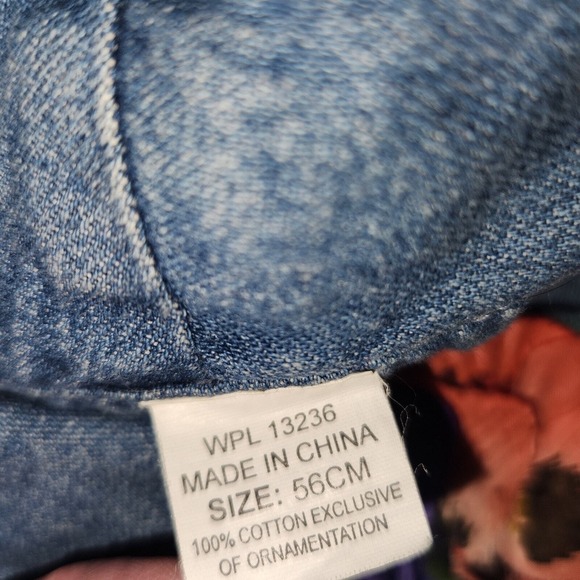 WPL 13236
MADE IN CHINA
SIZE: 56CM
100% COTTON EXCLUSIVE
OF ORNAMENTATION